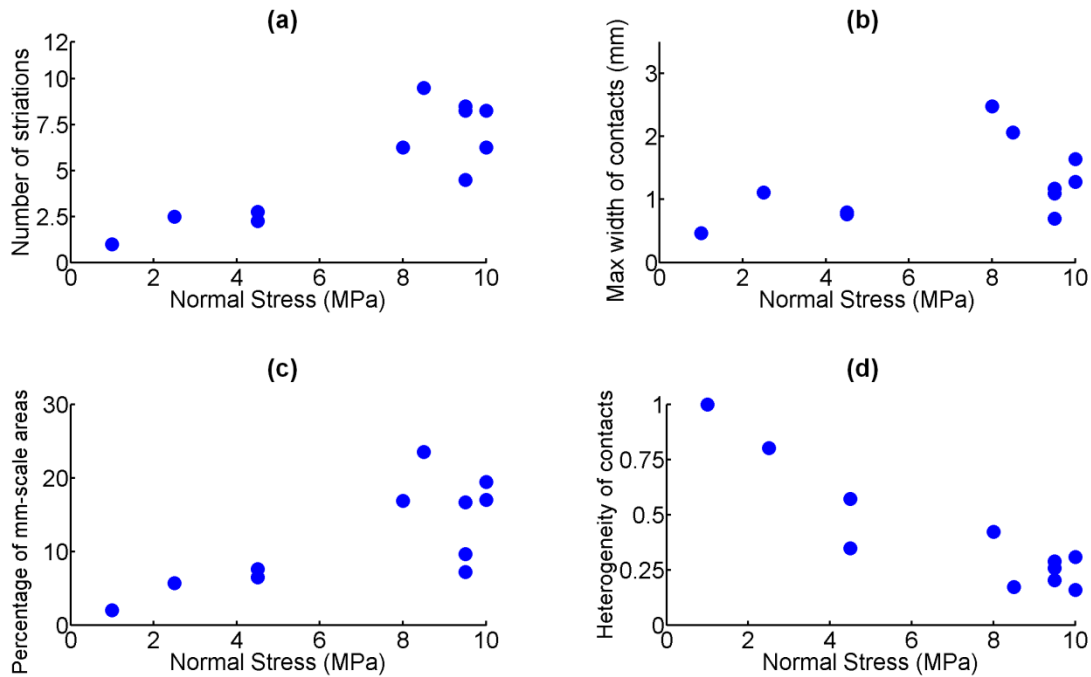 (a)
Number of striations
12
10
7.5
5
2.5
0
0 2 4 6 8 10
Normal Stress (MPa)
(b)
Max width of contacts (mm)
3
2
1
0
0 2 4 6 8 10
Normal Stress (MPa)
(c)
Percentage of mm-scale areas
30
20
10
0
0 2 4 6 8 10
Normal Stress (MPa)
(d)
Heterogeneity of contacts
1
0.75
0.5
0.25
0
0 2 4 6 8 10
Normal Stress (MPa)